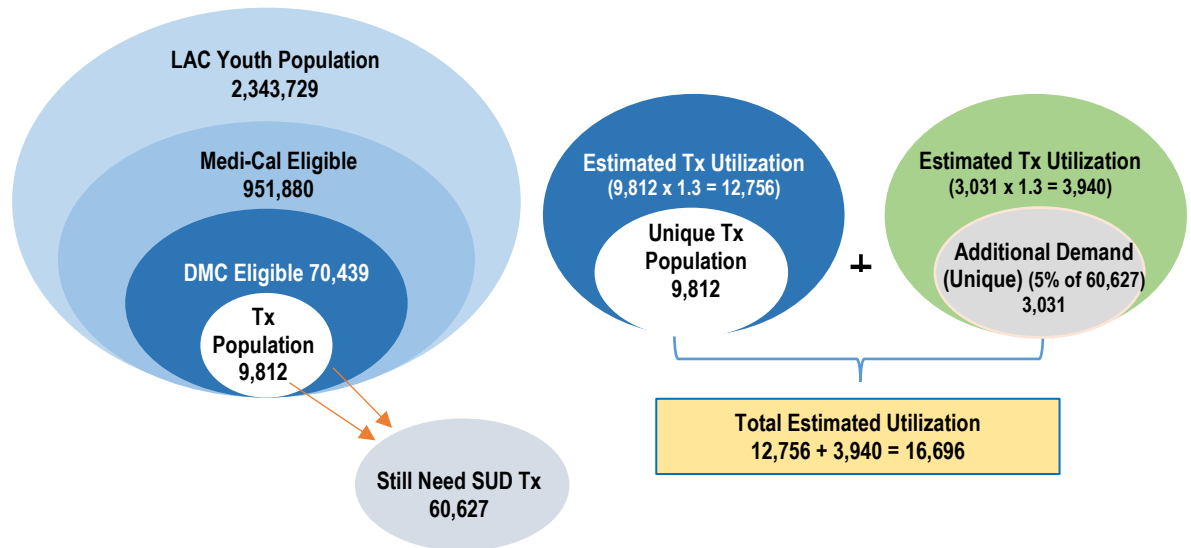 LAC Youth Population
2,343,729
Medi-Cal Eligible
951,880
DMC Eligible 70,439
Tx
Population
9,812
Still Need SUD Tx
60,627
Estimated Tx Utilization
(9,812 x 1.3 = 12,756)
Unique Tx
Population
9,812
+
Estimated Tx Utilization
(3,031 x 1.3 = 3,940)
Additional Demand
(Unique) (5% of 60,627)
3,031
Total Estimated Utilization
12,756 + 3,940 = 16,696